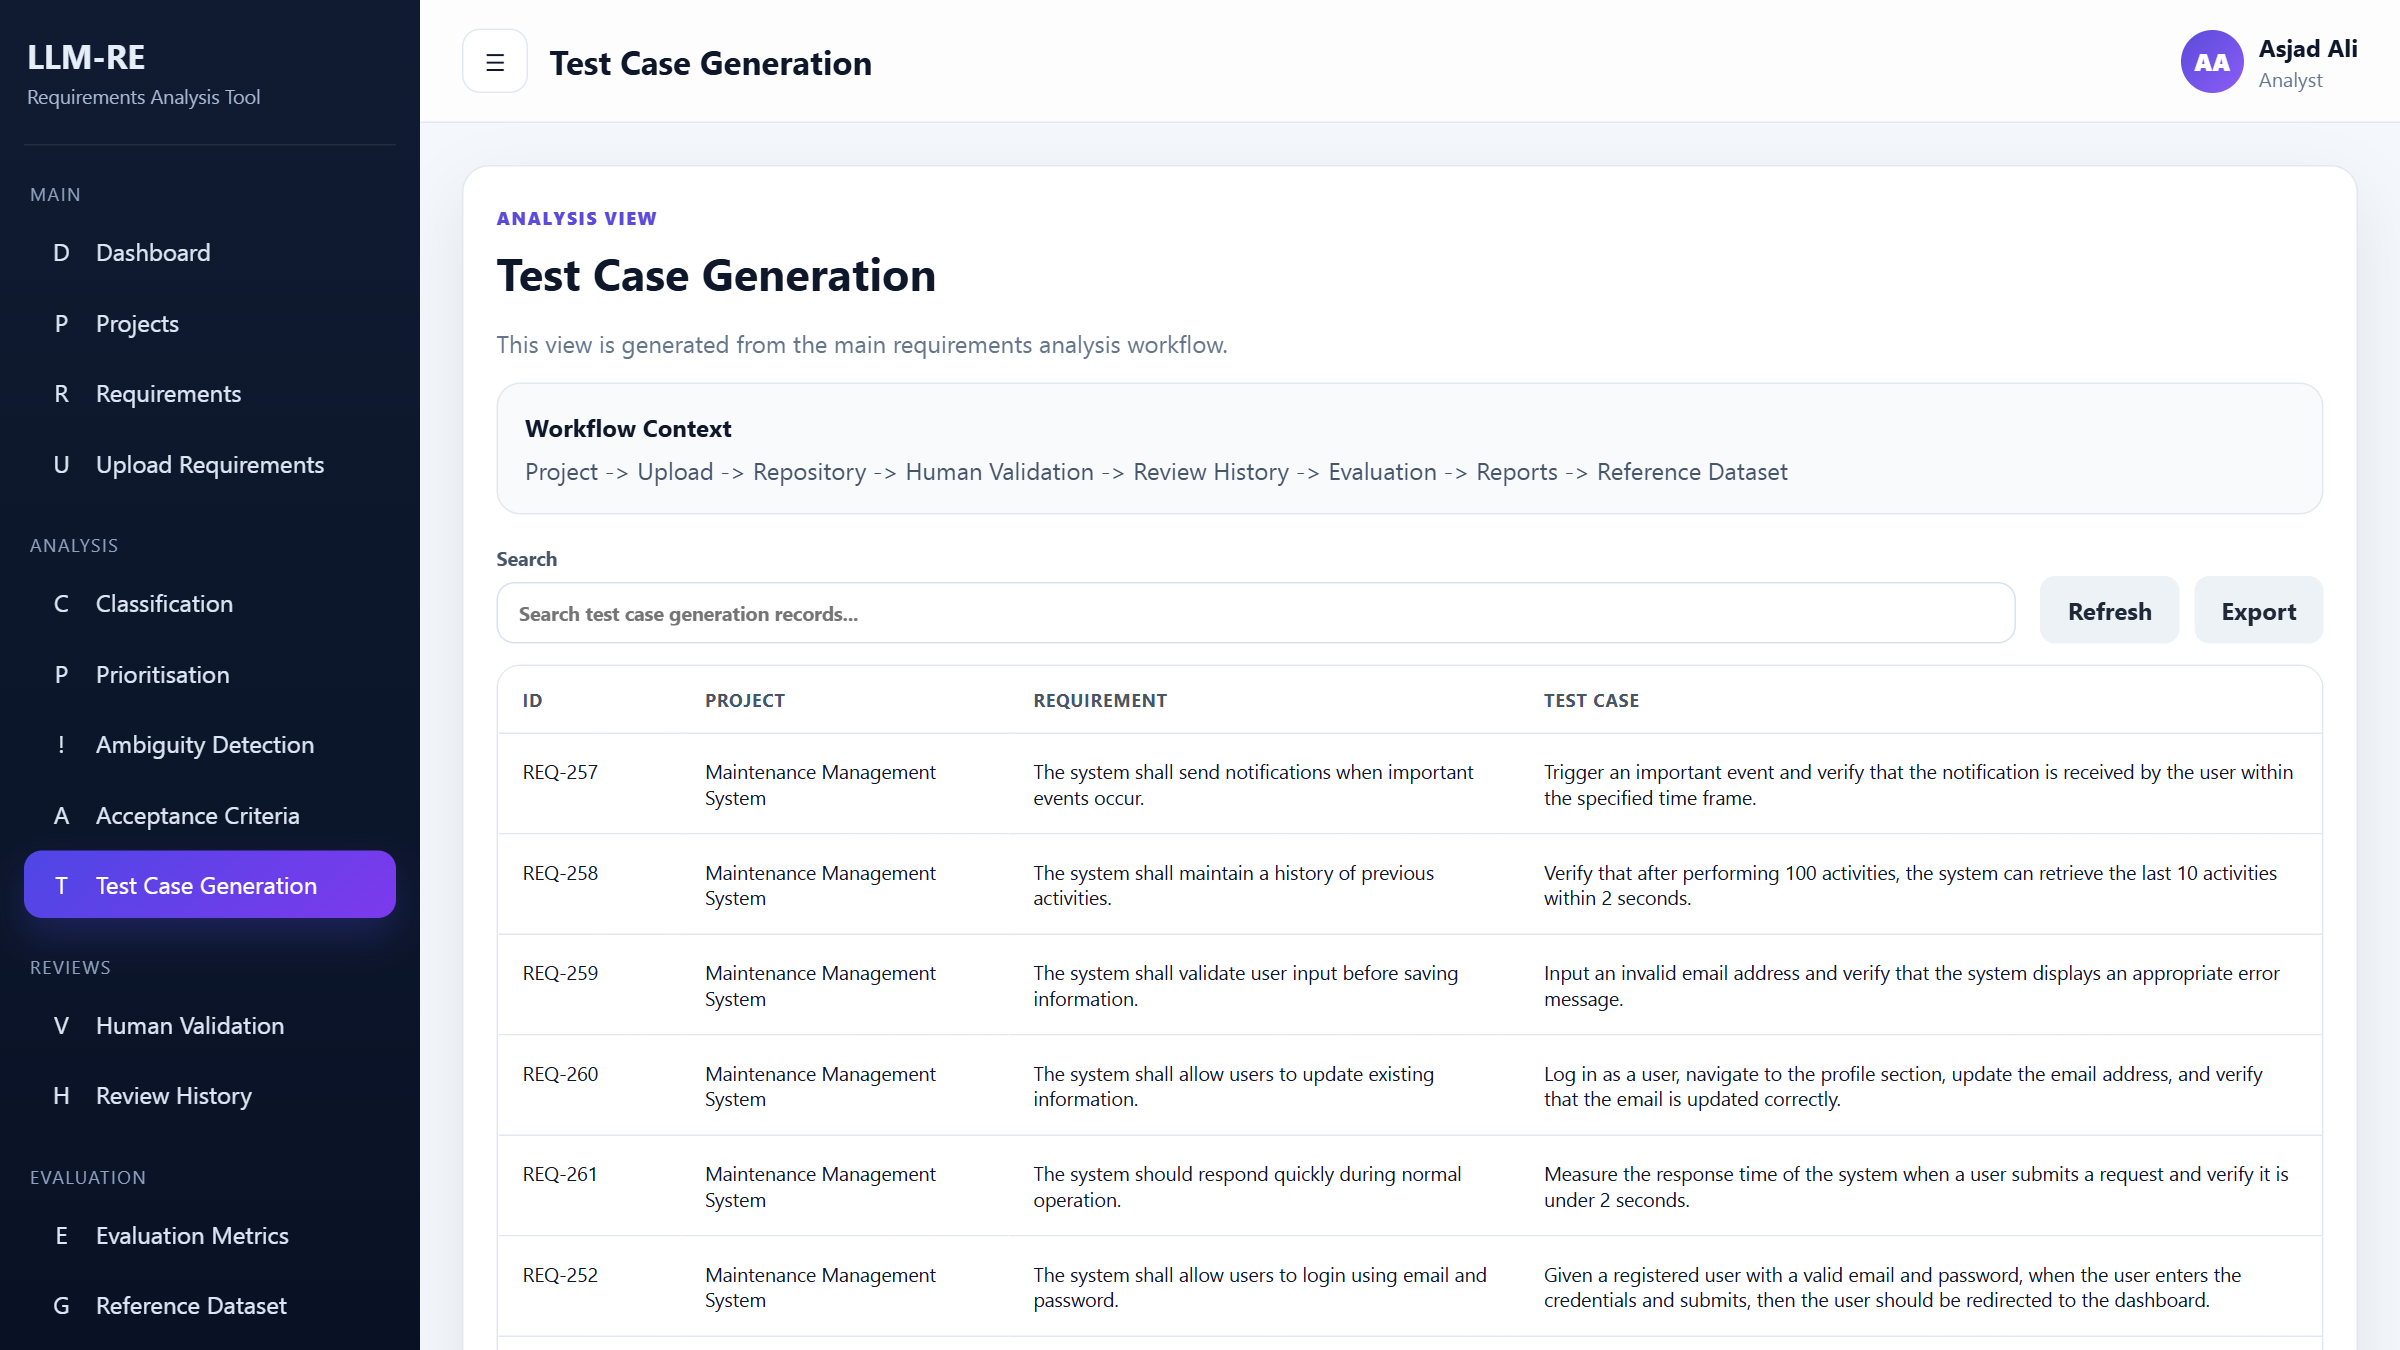 LLM-RE
Requirements Analysis Tool
MAIN
D Dashboard
P Projects
R Requirements
U Upload Requirements
ANALYSIS
C Classification
P Prioritisation
! Ambiguity Detection
A Acceptance Criteria
T Test Case Generation
REVIEWS
V Human Validation
H Review History
EVALUATION
E Evaluation Metrics
G Reference Dataset
☰ Test Case Generation
AA
Asjad Ali
Analyst
ANALYSIS VIEW
Test Case Generation
This view is generated from the main requirements analysis workflow.
Workflow Context
Project -> Upload -> Repository -> Human Validation -> Review History -> Evaluation -> Reports -> Reference Dataset
Search
Search test case generation records...
Refresh
Export
ID PROJECT REQUIREMENT TEST CASE
REQ-257 Maintenance Management The system shall send notifications when important Trigger an important event and verify that the notification is received by the user within
System events occur. the specified time frame.
REQ-258 Maintenance Management The system shall maintain a history of previous Verify that after performing 100 activities, the system can retrieve the last 10 activities
System activities. within 2 seconds.
REQ-259 Maintenance Management The system shall validate user input before saving Input an invalid email address and verify that the system displays an appropriate error
System information. message.
REQ-260 Maintenance Management The system shall allow users to update existing Log in as a user, navigate to the profile section, update the email address, and verify
System information. that the email is updated correctly.
REQ-261 Maintenance Management The system should respond quickly during normal Measure the response time of the system when a user submits a request and verify it is
System operation. under 2 seconds.
REQ-252 Maintenance Management The system shall allow users to login using email and Given a registered user with a valid email and password, when the user enters the
System password. credentials and submits, then the user should be redirected to the dashboard.